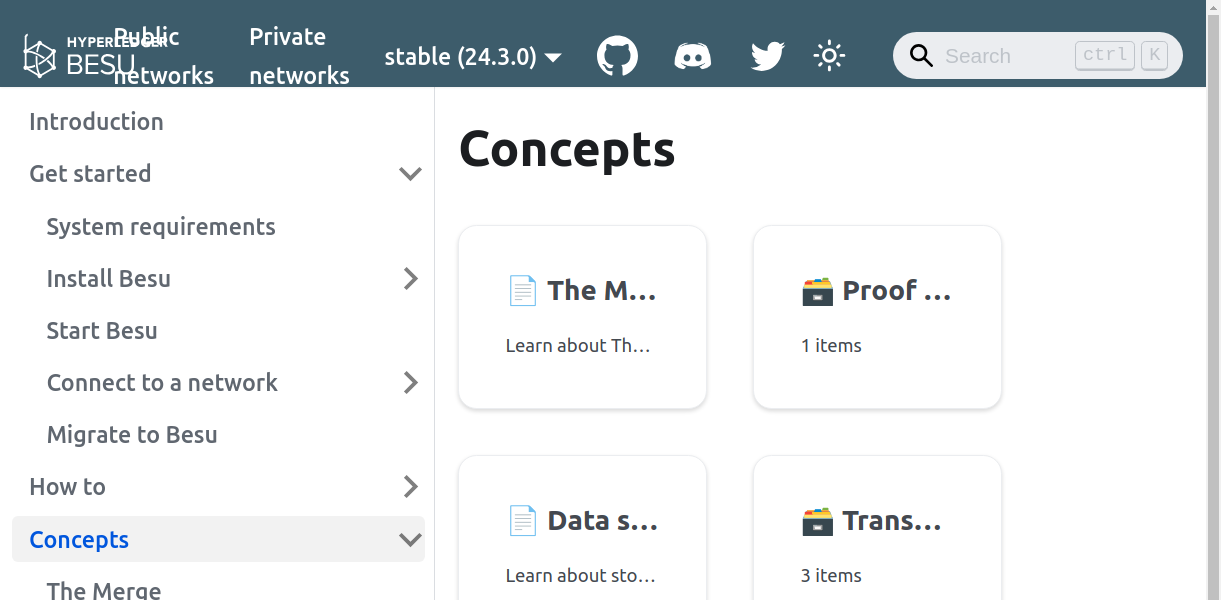 HYPERLEDGER
BESU
Public
networks
Private
networks
stable (24.3.0)
Search
ctrl
K
Introduction
Get started
System requirements
Install Besu
Start Besu
Connect to a network
Migrate to Besu
How to
Concepts
The Merge
Concepts
The M...
Learn about Th...
Proof ...
1 items
Data s...
Learn about sto...
Trans...
3 items